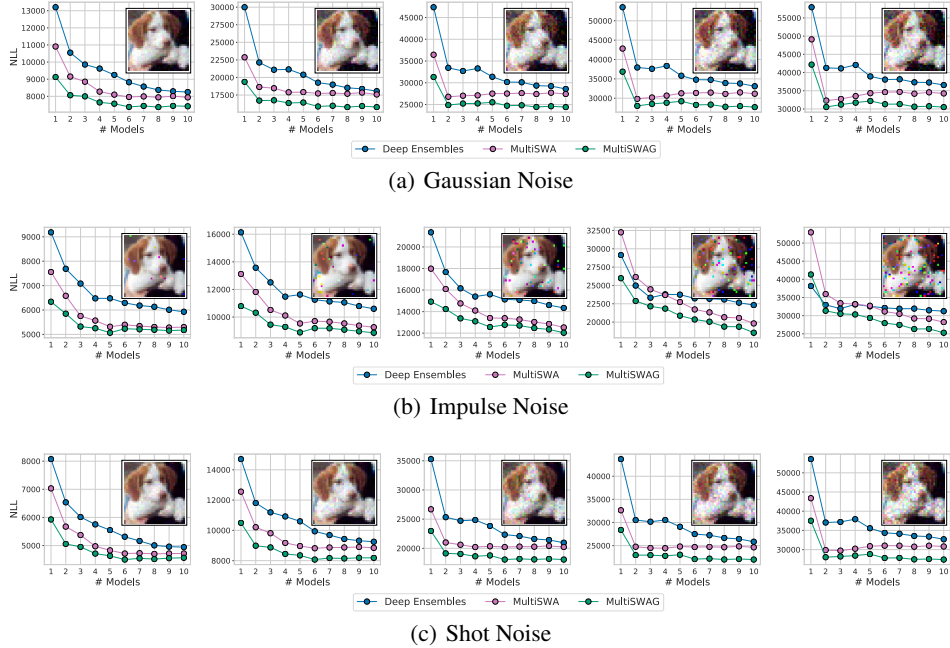 13000
12000
11000
10000
9000
8000
NLL
1 2 3 4 5 6 7 8 9 10
# Models
30000
27500
25000
22500
20000
17500
1 2 3 4 5 6 7 8 9 10
# Models
45000
40000
35000
30000
25000
1 2 3 4 5 6 7 8 9 10
# Models
50000
45000
40000
35000
30000
1 2 3 4 5 6 7 8 9 10
# Models
55000
50000
45000
40000
35000
30000
1 2 3 4 5 6 7 8 9 10
# Models
Deep Ensembles MultiSWA MultiSWAG
(a) Gaussian Noise
9000
8000
7000
6000
5000
NLL
1 2 3 4 5 6 7 8 9 10
# Models
16000
14000
12000
10000
1 2 3 4 5 6 7 8 9 10
# Models
20000
18000
16000
14000
12000
1 2 3 4 5 6 7 8 9 10
# Models
32500
30000
27500
25000
22500
20000
1 2 3 4 5 6 7 8 9 10
# Models
50000
45000
40000
35000
30000
25000
1 2 3 4 5 6 7 8 9 10
# Models
Deep Ensembles MultiSWA MultiSWAG
(b) Impulse Noise
8000
7000
6000
5000
NLL
1 2 3 4 5 6 7 8 9 10
# Models
14000
12000
10000
8000
1 2 3 4 5 6 7 8 9 10
# Models
35000
30000
25000
20000
1 2 3 4 5 6 7 8 9 10
# Models
40000
35000
30000
25000
1 2 3 4 5 6 7 8 9 10
# Models
50000
45000
40000
35000
30000
1 2 3 4 5 6 7 8 9 10
# Models
Deep Ensembles MultiSWA MultiSWAG
(c) Shot Noise